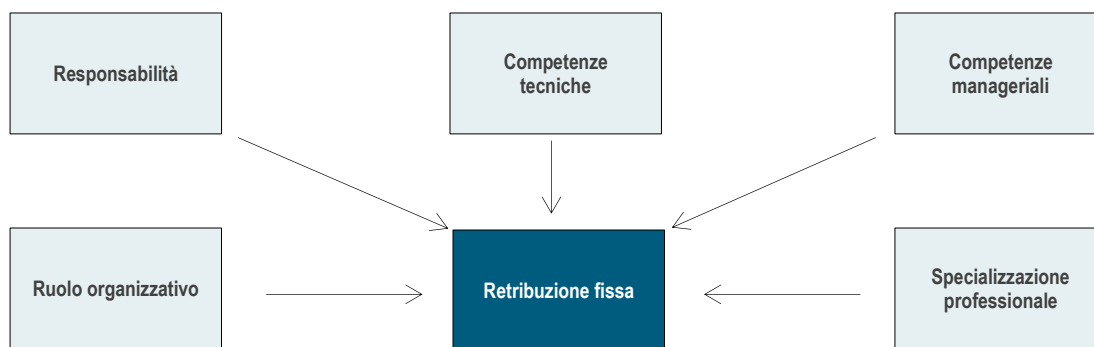 Responsabilità
Competenze
tecniche
Competenze
manageriali
Ruolo organizzativo
Retribuzione fissa
Specializzazione
professionale